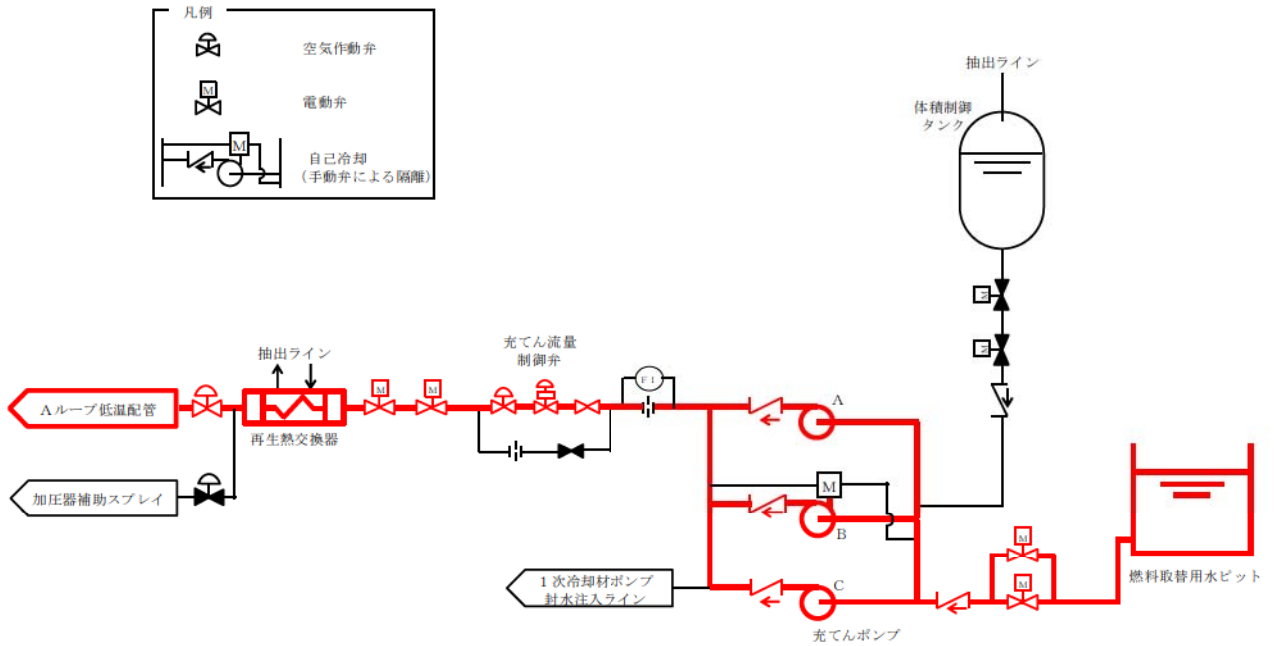 凡例
空気作動弁
M
電動弁
M
自己冷却
(手動弁による隔離)
抽出ライン
体積制御
タンク
M
M
充てん流量
制御弁
抽出ライン
FI
M
M
Aループ低温配管
再生熱交換器
A
加圧器補助スプレイ
M
B
M
燃料取替用水ピット
1次冷却材ポンプ
封水注入ライン
C
M
充てんポンプ